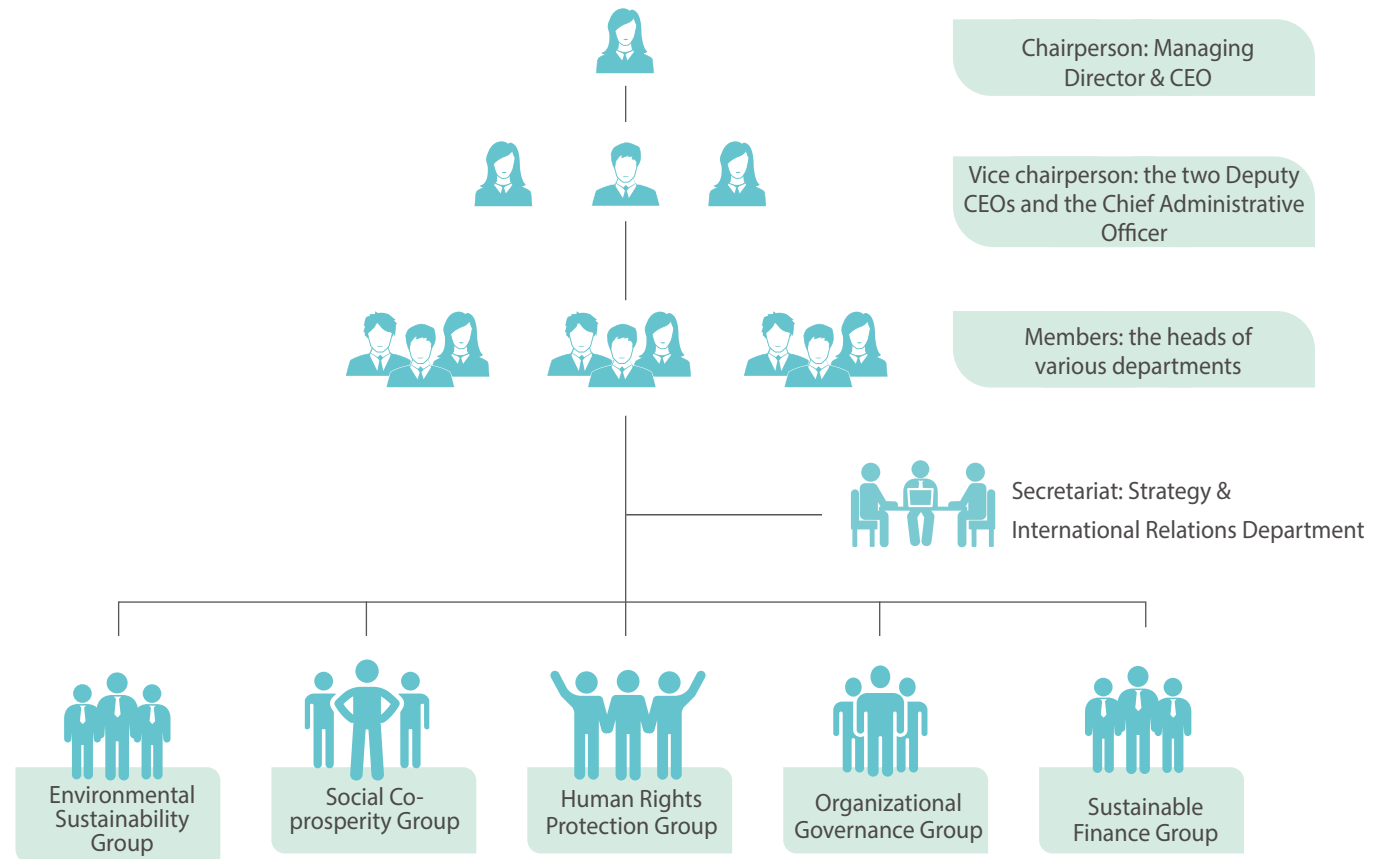 Chairperson: Managing
Director & CEO
Vice chairperson: the two Deputy
CEOs and the Chief Administrative
Officer
Members: the heads of
various departments
Secretariat: Strategy &
International Relations Department
Environmental
Sustainability
Group
Social Co-
prosperity Group
Human Rights
Protection Group
Organizational
Governance Group
Sustainable
Finance Group